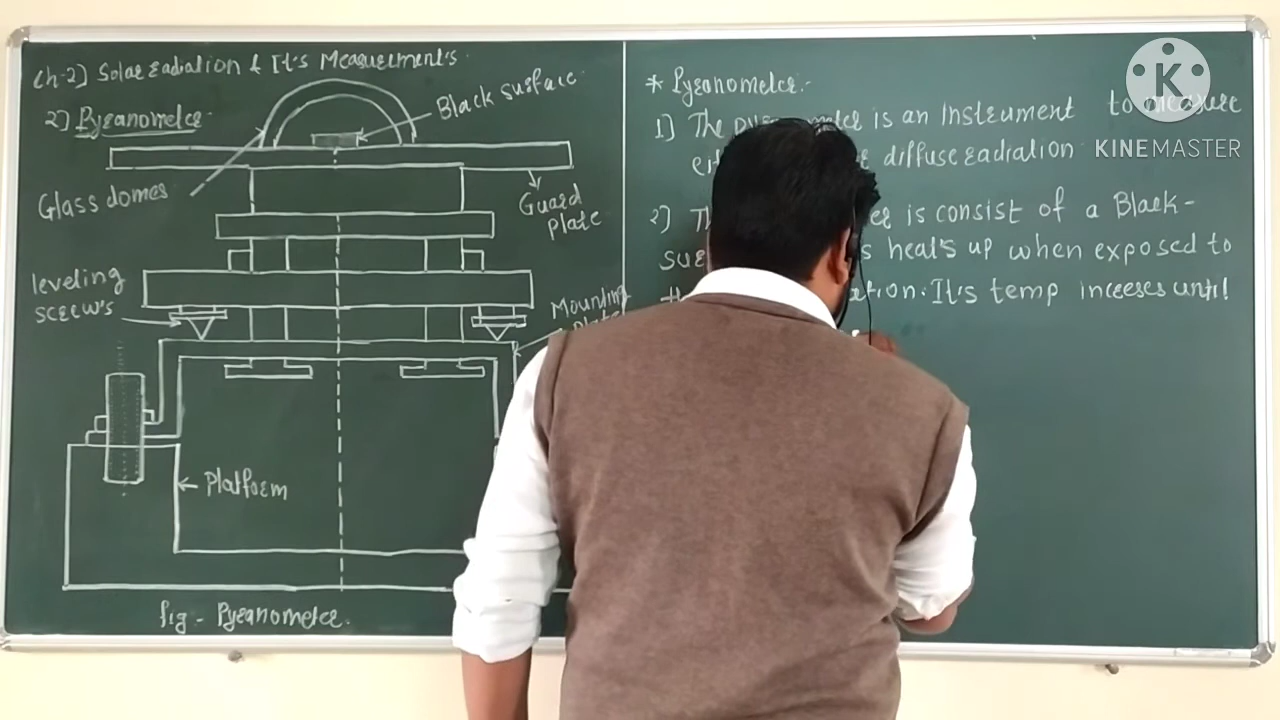 Ch-2) Solar radiation & It's Measuerment's
2) Pyranometer
Black surface
Glass domes
Guard
plate
leveling
screw's
Mounting
Platform
fig - Pyranometer.
* Pyranometer:-
1) The is an Instrument to measure
diffuse radiation
2) is consist of a Black-
heat's up when exposed to
It's temp increses until
K
KINEMASTER